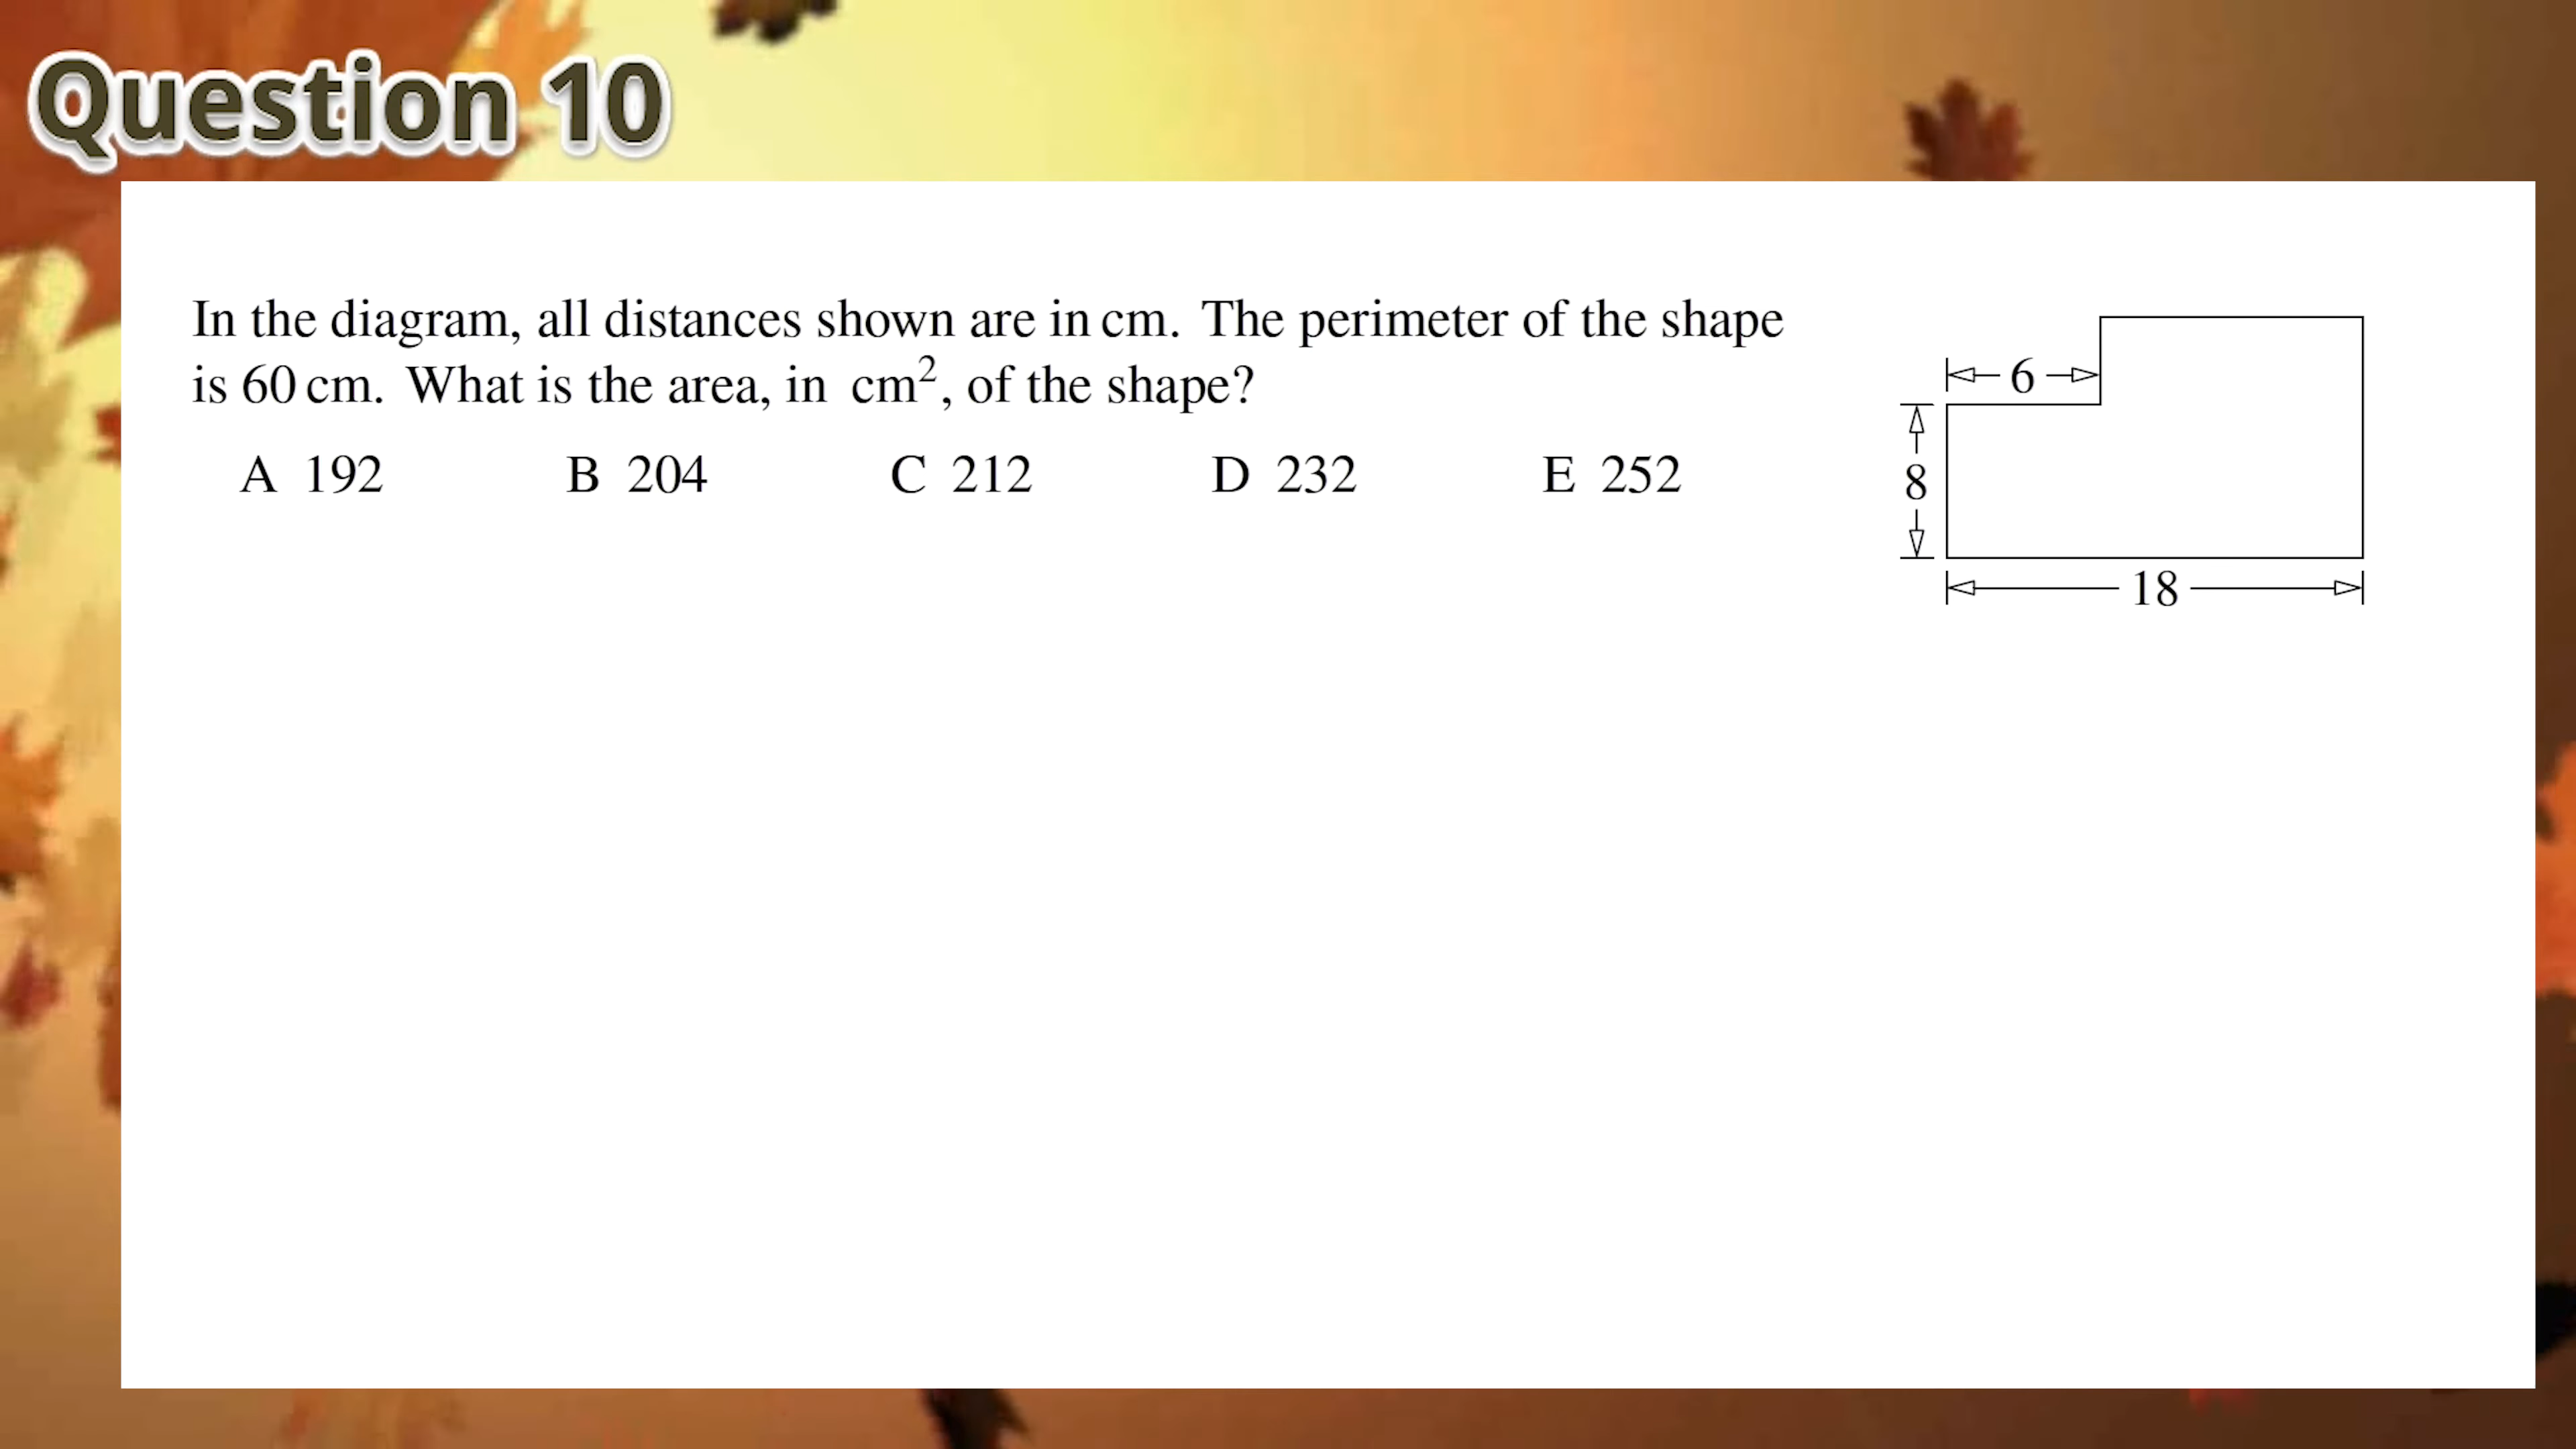 Question 10
In the diagram, all distances shown are in cm. The perimeter of the shape
is 60 cm. What is the area, in cm², of the shape?
A 192 B 204 C 212 D 232 E 252
6
8
18